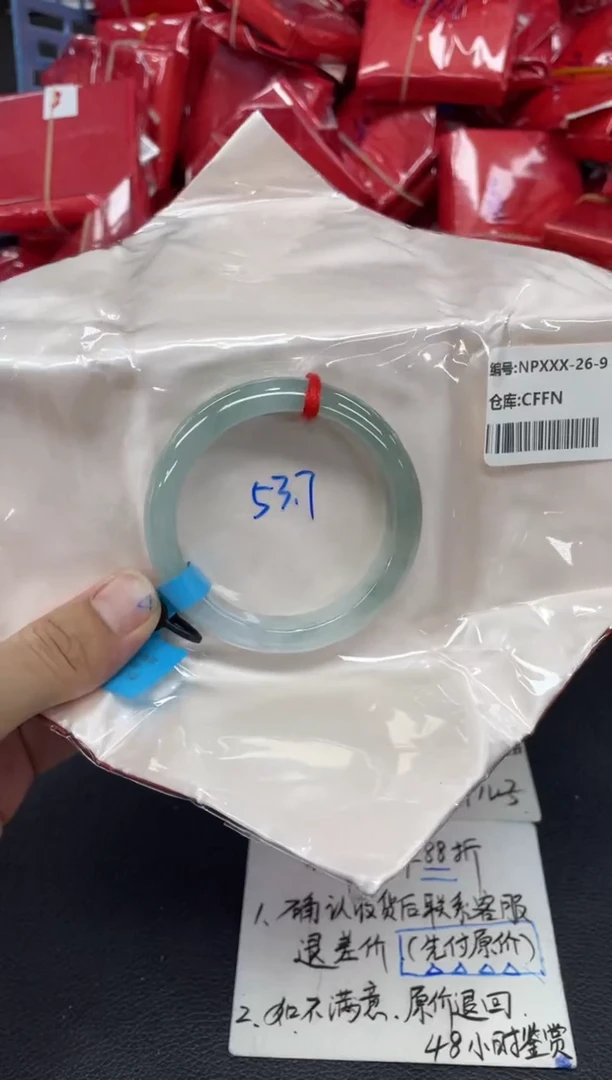 编号:NPXXX-26-9
仓库:CFFN
53.7
88折
1、确认收货后联系客服
退差价(先付原价)
2、如不满意、原价退回.
48小时鉴赏